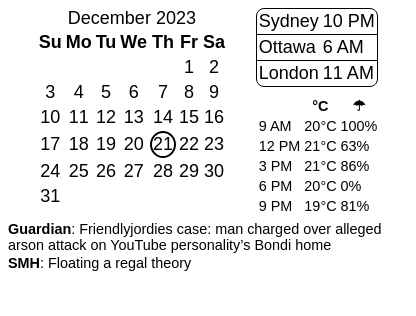 December 2023
Su Mo Tu We Th Fr Sa
1 2
3 4 5 6 7 8 9
10 11 12 13 14 15 16
17 18 19 20 21 22 23
24 25 26 27 28 29 30
31
Sydney 10 PM
Ottawa 6 AM
London 11 AM
°C ☂
9 AM 20°C 100%
12 PM 21°C 63%
3 PM 21°C 86%
6 PM 20°C 0%
9 PM 19°C 81%
Guardian: Friendlyjordies case: man charged over alleged
arson attack on YouTube personality’s Bondi home
SMH: Floating a regal theory